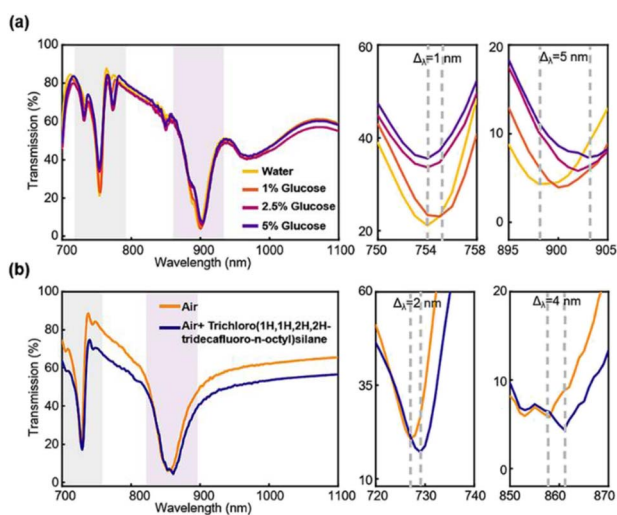 (a)
100
80
60
40
20
0
Transmission (%)
Water
1% Glucose
2.5% Glucose
5% Glucose
700 800 900 1000 1100
Wavelength (nm)
60
40
20
Δλ=1 nm
750 754 758
20
10
0
Δλ=5 nm
895 900 905
(b)
100
80
60
40
20
0
Transmission (%)
Air
Air+ Trichloro(1H,1H,2H,2H-
tridecafluoro-n-octyl)silane
700 800 900 1000 1100
Wavelength (nm)
60
35
10
Δλ=2 nm
720 730 740
20
10
0
Δλ=4 nm
850 860 870